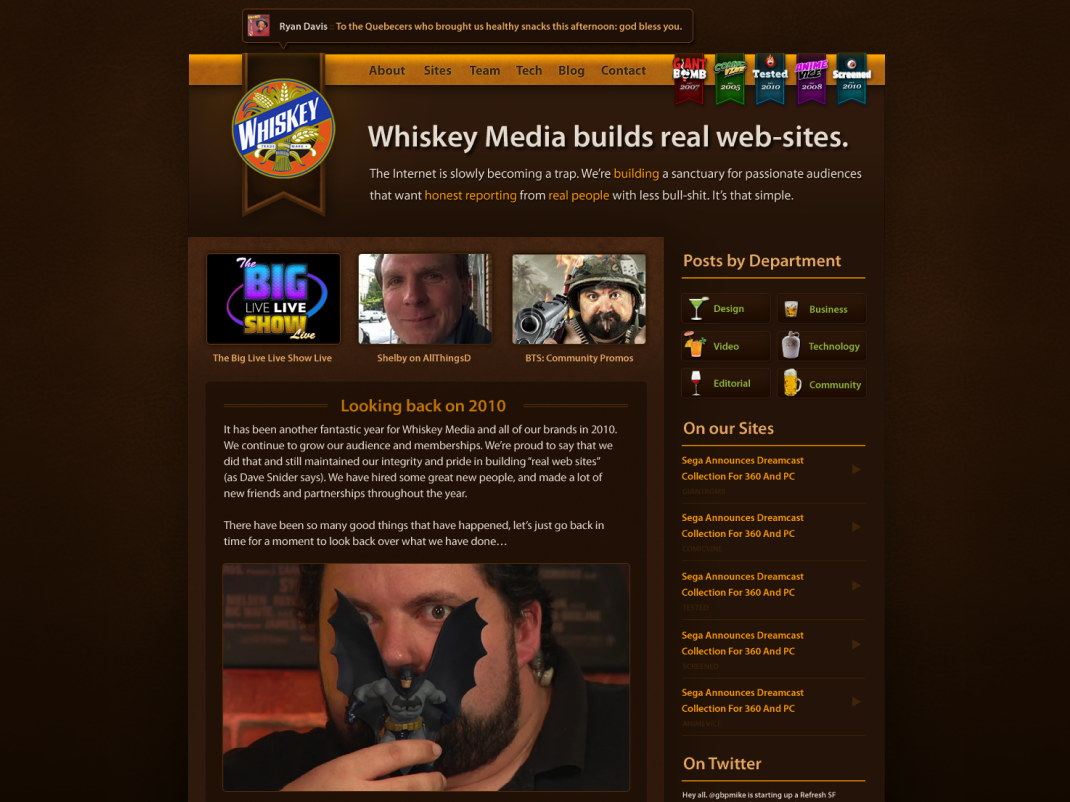 Ryan Davis :: To the Quebecers who brought us healthy snacks this afternoon: god bless you.
About Sites Team Tech Blog Contact
GIANT BOMB 2007
COMIC VINE 2005
Tested 2010
ANIME VICE 2008
Screened 2010
WHISKEY
TRADE MARK
Whiskey Media builds real web-sites.
The Internet is slowly becoming a trap. We're building a sanctuary for passionate audiences
that want honest reporting from real people with less bull-shit. It's that simple.
The BIG LIVE LIVE SHOW Live
The Big Live Live Show Live
Shelby on AllThingsD
BTS: Community Promos
Looking back on 2010
It has been another fantastic year for Whiskey Media and all of our brands in 2010.
We continue to grow our audience and memberships. We're proud to say that we
did that and still maintained our integrity and pride in building "real web sites"
(as Dave Snider says). We have hired some great new people, and made a lot of
new friends and partnerships throughout the year.
There have been so many good things that have happened, let's just go back in
time for a moment to look back over what we have done…
Posts by Department
Design
Business
Video
Technology
Editorial
Community
On our Sites
Sega Announces Dreamcast
Collection For 360 And PC
GIANTBOMB
Sega Announces Dreamcast
Collection For 360 And PC
COMICVINE
Sega Announces Dreamcast
Collection For 360 And PC
TESTED
Sega Announces Dreamcast
Collection For 360 And PC
SCREENED
Sega Announces Dreamcast
Collection For 360 And PC
ANIMEVICE
On Twitter
Hey all. @gbpmike is starting up a Refresh SF